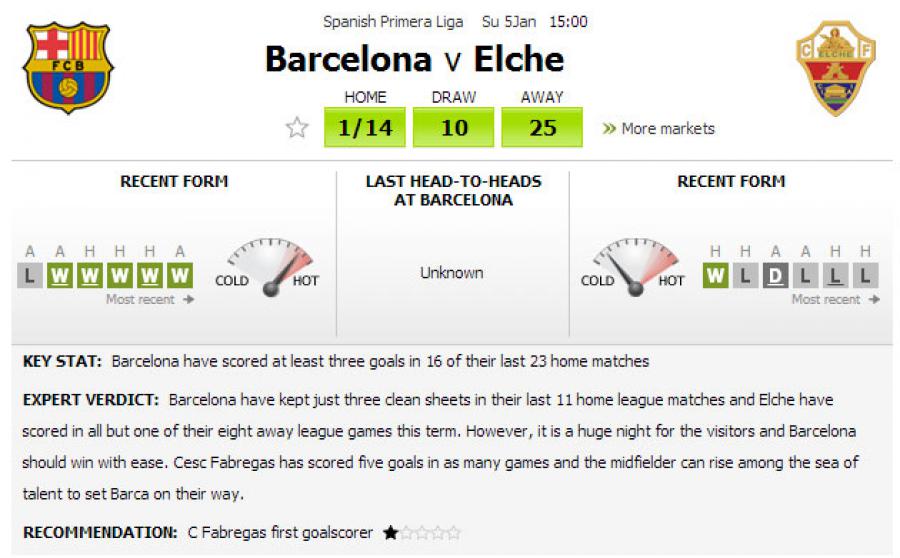 Spanish Primera Liga Su 5Jan 15:00
FCB
Barcelona v Elche
ELCHE
HOME DRAW AWAY
1/14 10 25 » More markets
RECENT FORM
A A H H H A
L W W W W W
COLD HOT
Most recent
LAST HEAD-TO-HEADS
AT BARCELONA
Unknown
RECENT FORM
COLD HOT
H H A A H H
W L D L L L
Most recent
KEY STAT: Barcelona have scored at least three goals in 16 of their last 23 home matches
EXPERT VERDICT: Barcelona have kept just three clean sheets in their last 11 home league matches and Elche have
scored in all but one of their eight away league games this term. However, it is a huge night for the visitors and Barcelona
should win with ease. Cesc Fabregas has scored five goals in as many games and the midfielder can rise among the sea of
talent to set Barca on their way.
RECOMMENDATION: C Fabregas first goalscorer